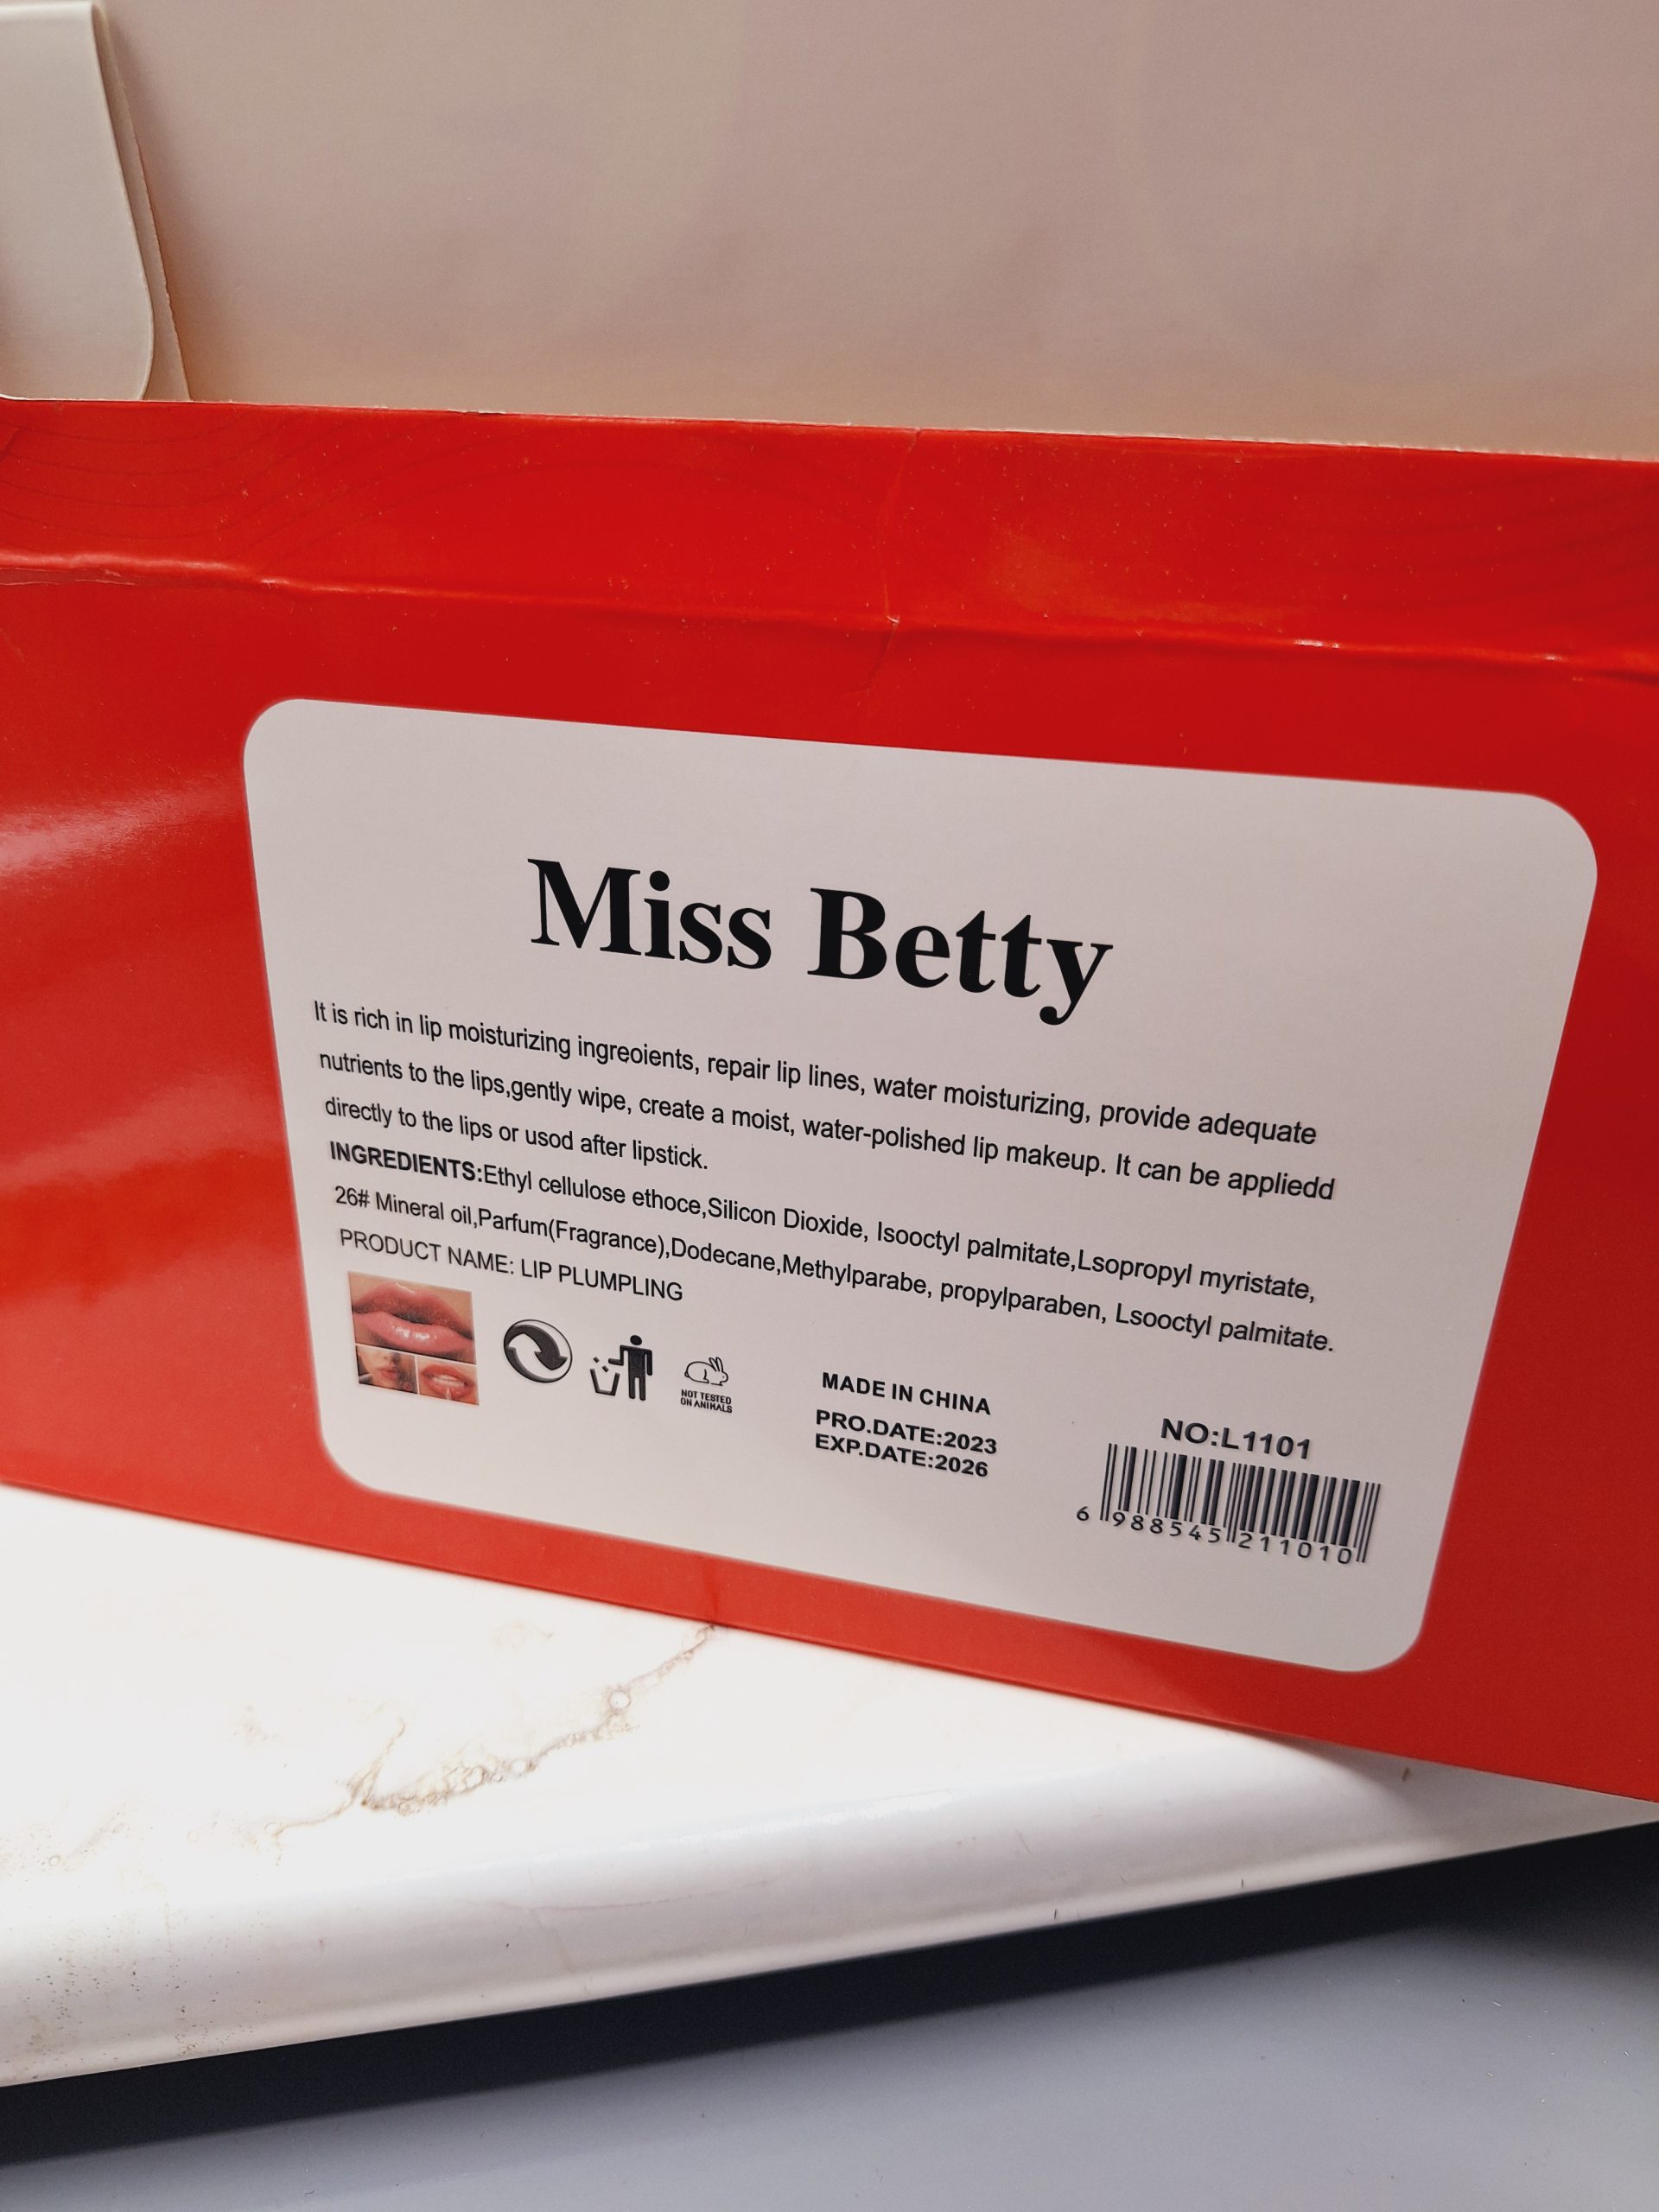 Miss Betty
It is rich in lip moisturizing ingreoients, repair lip lines, water moisturizing, provide adequate
nutrients to the lips,gently wipe, create a moist, water-polished lip makeup. It can be appliedd
directly to the lips or usod after lipstick.
INGREDIENTS:Ethyl cellulose ethoce,Silicon Dioxide, Isooctyl palmitate,Lsopropyl myristate,
26# Mineral oil,Parfum(Fragrance),Dodecane,Methylparabe, propylparaben, Lsooctyl palmitate.
PRODUCT NAME: LIP PLUMPLING
NOT TESTED
ON ANIMALS
MADE IN CHINA
PRO.DATE:2023
EXP.DATE:2026
NO:L1101
6 988545 211010